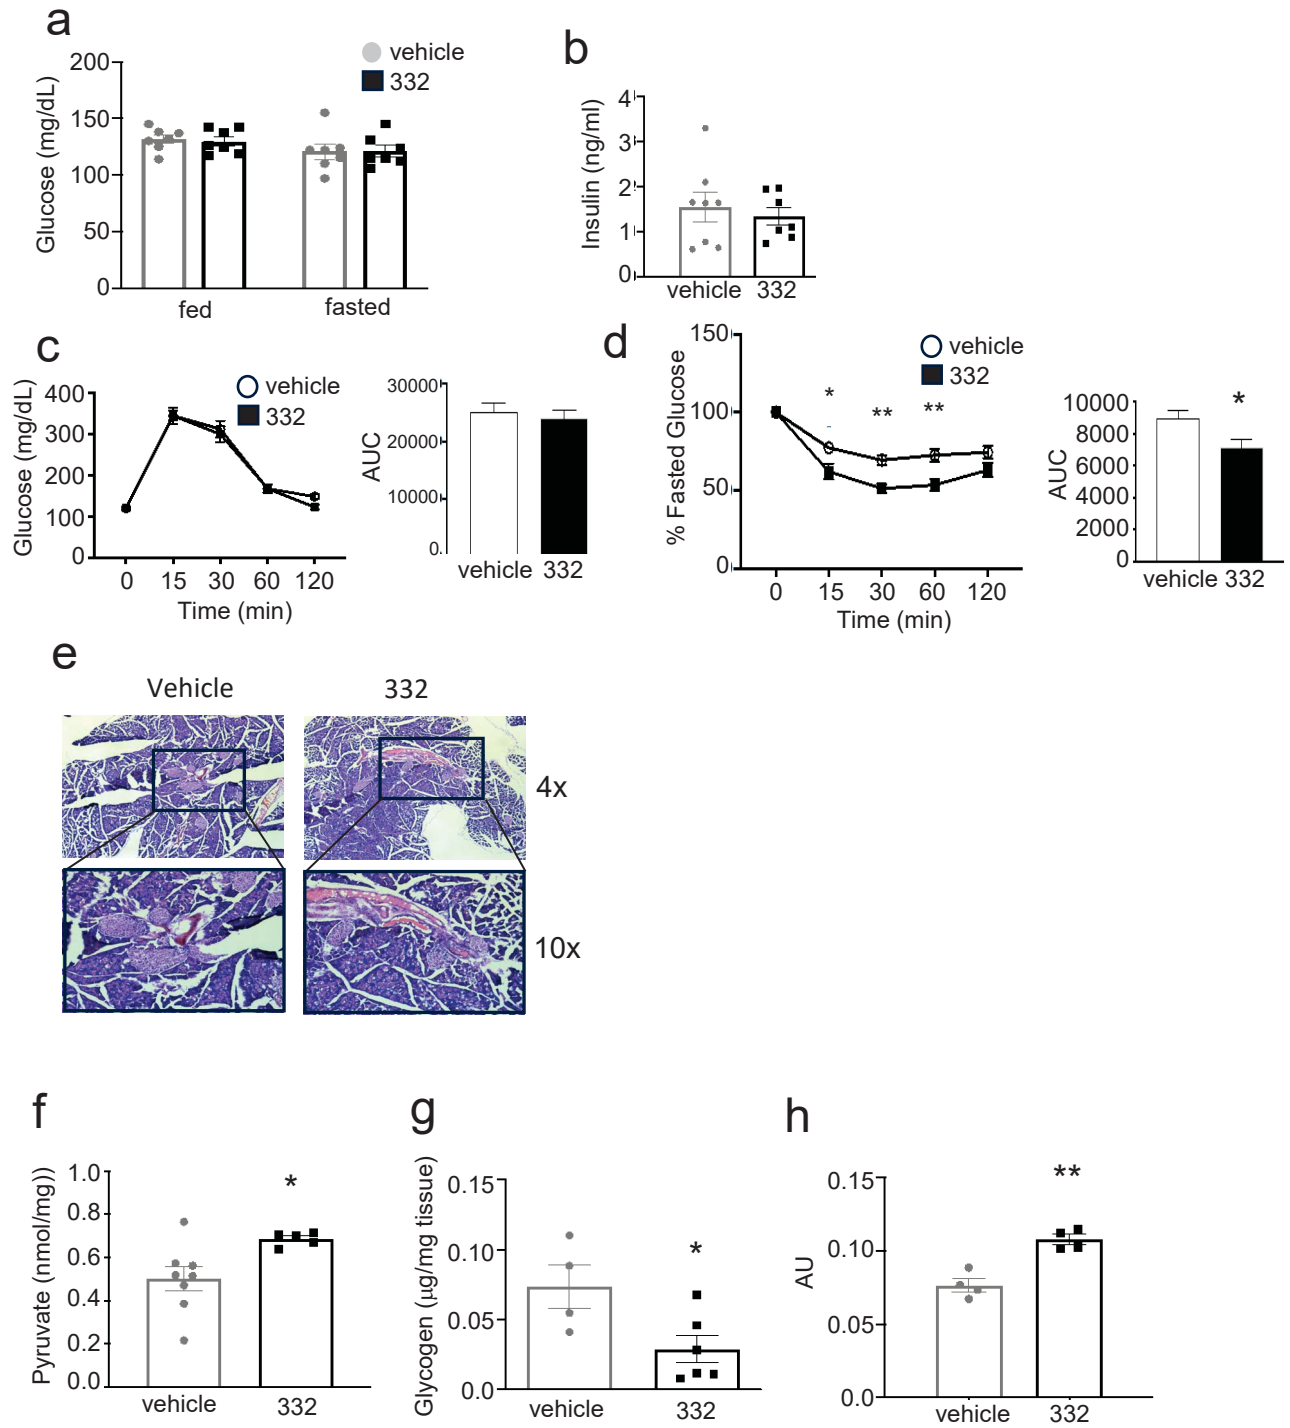 a
vehicle
332
Glucose (mg/dL)
200
150
100
50
0
fed
fasted
b
Insulin (ng/ml)
4
3
2
1
0
vehicle
332
c
vehicle
332
Glucose (mg/dL)
400
300
200
100
0
0
15
30
60
120
Time (min)
AUC
30000
20000
10000
0.
vehicle
332
d
vehicle
332
% Fasted Glucose
150
100
50
0
*
**
**
0
15
30
60
120
Time (min)
AUC
10000
8000
6000
4000
2000
0
*
vehicle
332
e
Vehicle
332
4x
10x
f
Pyruvate (nmol/mg))
1.0
0.8
0.6
0.4
0.2
0.0
*
vehicle
332
g
Glycogen (µg/mg tissue)
0.15
0.10
0.05
0.0
*
vehicle
332
h
AU
0.15
0.10
0.05
0.0
**
vehicle
332